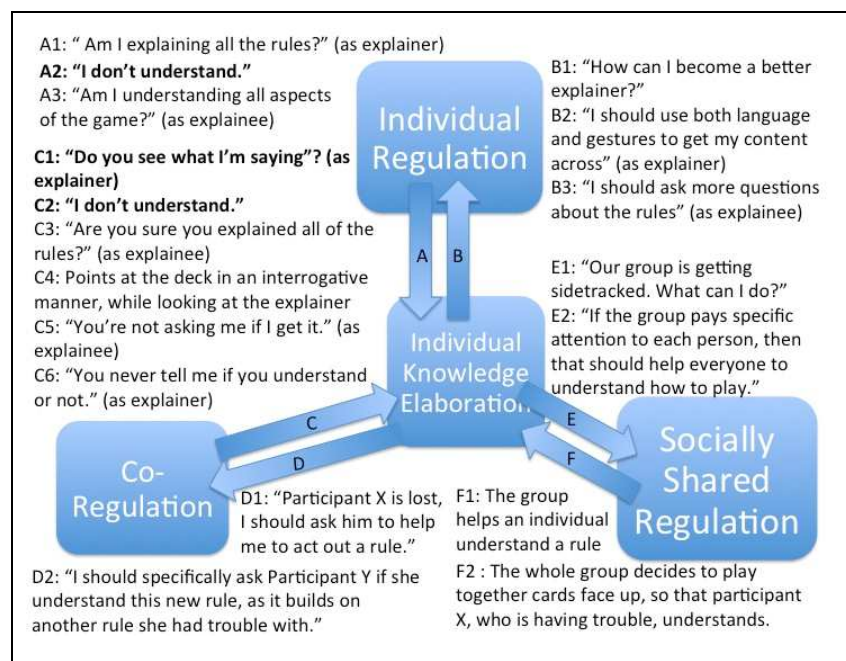 A1: “ Am I explaining all the rules?” (as explainer)
A2: “I don’t understand.”
A3: “Am I understanding all aspects
of the game?” (as explainee)
Individual
Regulation
B1: “How can I become a better
explainer?”
B2: “I should use both language
and gestures to get my content
across” (as explainer)
B3: “I should ask more questions
about the rules” (as explainee)
C1: “Do you see what I’m saying”? (as
explainer)
C2: “I don’t understand.”
C3: “Are you sure you explained all of the
rules?” (as explainee)
C4: Points at the deck in an interrogative
manner, while looking at the explainer
C5: “You’re not asking me if I get it.” (as
explainee)
C6: “You never tell me if you understand
or not.” (as explainer)
A
B
E1: “Our group is getting
sidetracked. What can I do?”
E2: “If the group pays specific
attention to each person, then
that should help everyone to
understand how to play.”
Individual
Knowledge
Elaboration
C
D
E
F
Co-
Regulation
Socially
Shared
Regulation
D1: “Participant X is lost,
I should ask him to help
me to act out a rule.”
F1: The group
helps an individual
understand a rule
D2: “I should specifically ask Participant Y if she
understand this new rule, as it builds on
another rule she had trouble with.”
F2 : The whole group decides to play
together cards face up, so that participant
X, who is having trouble, understands.